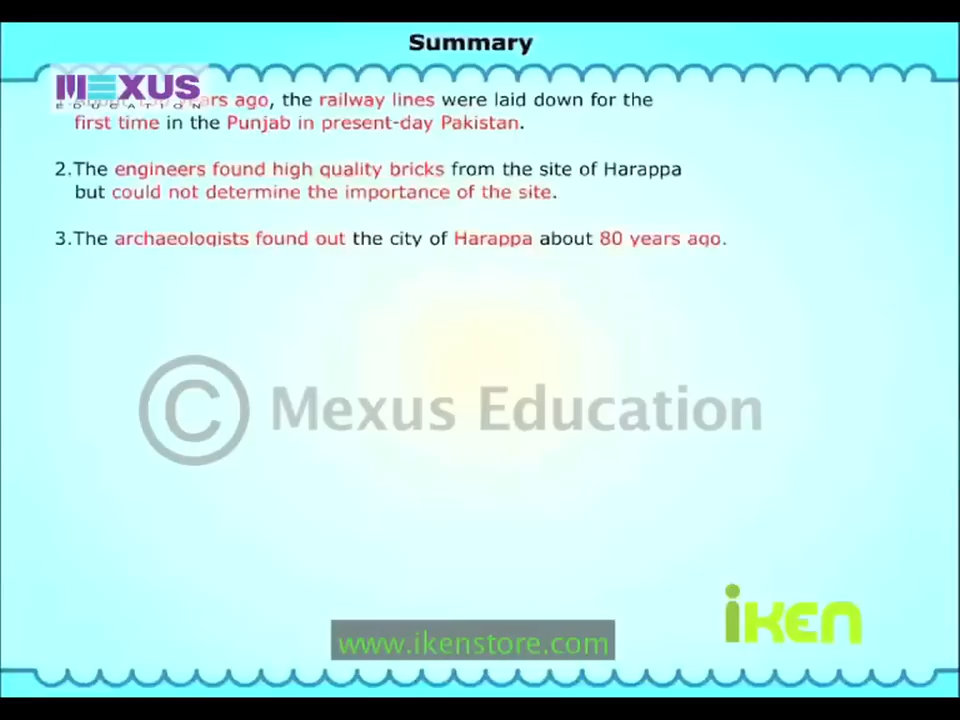 Summary
MEXUS
EDUCATION
ars ago, the railway lines were laid down for the
first time in the Punjab in present-day Pakistan.
2.The engineers found high quality bricks from the site of Harappa
but could not determine the importance of the site.
3.The archaeologists found out the city of Harappa about 80 years ago.
© Mexus Education
iKEN
www.ikenstore.com